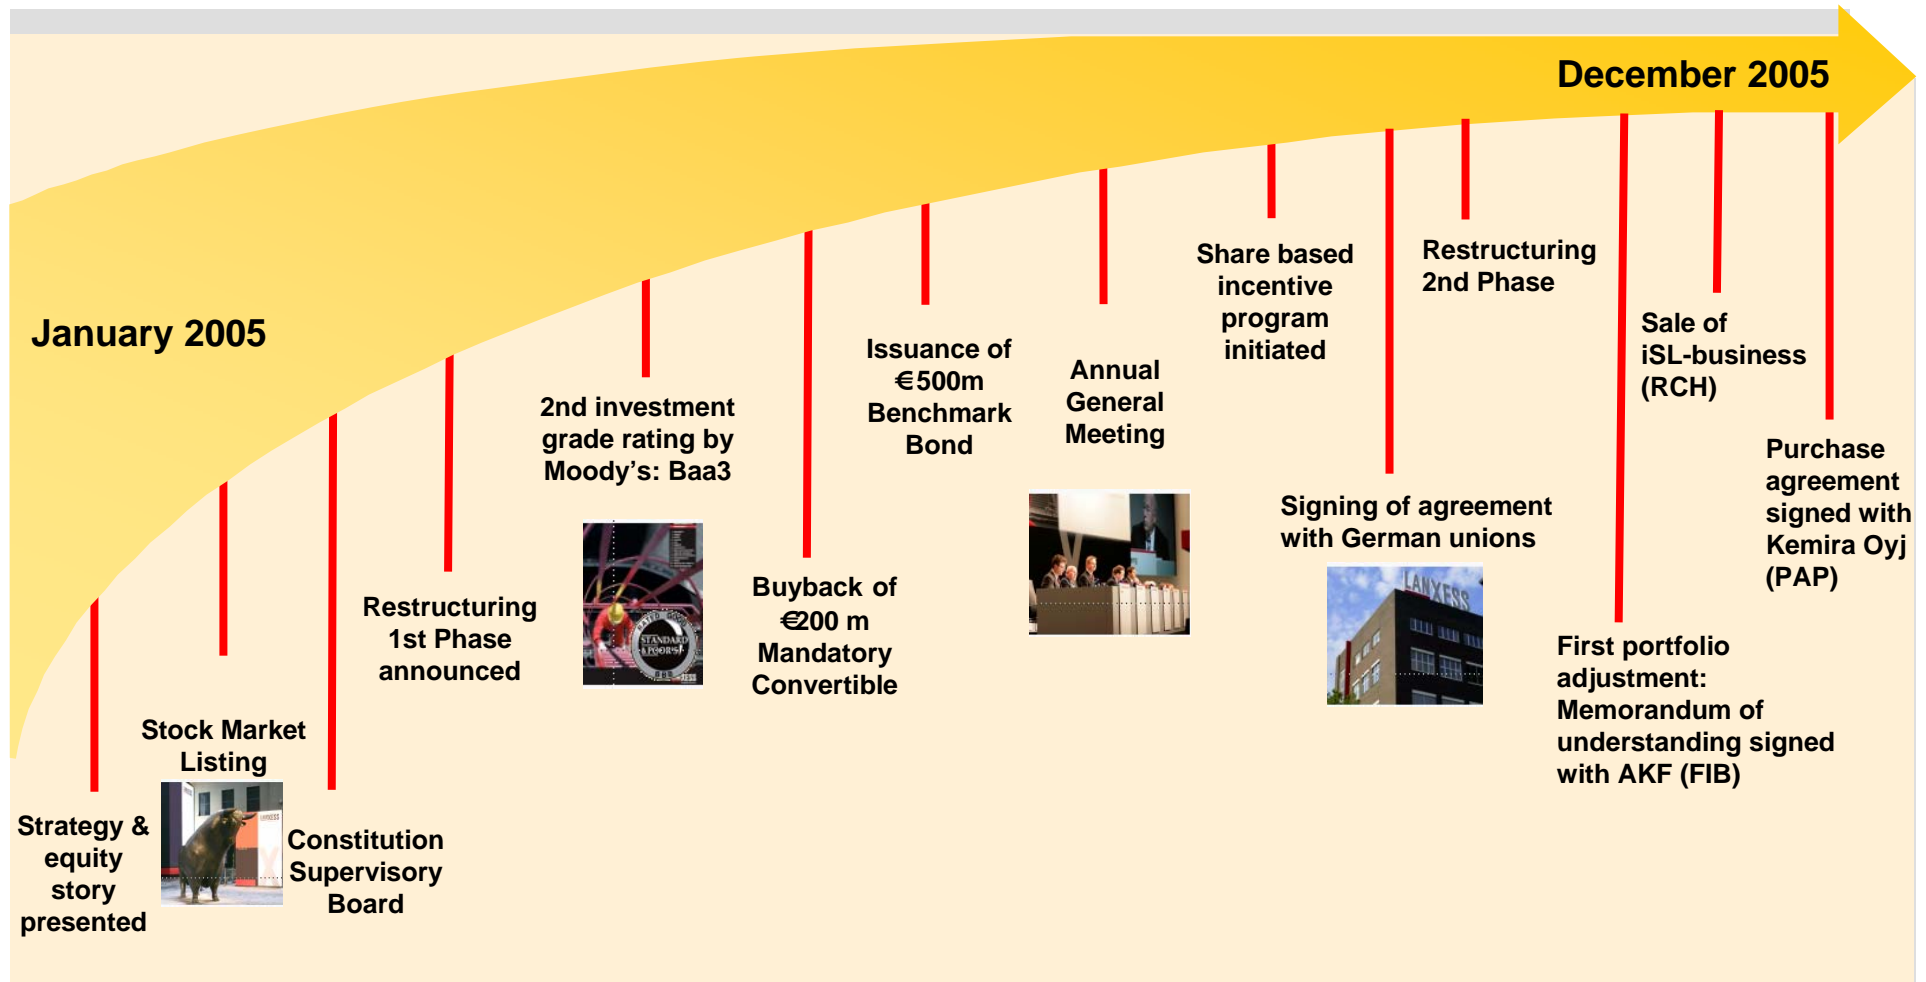 December 2005
January 2005
Strategy &
equity
story
presented
Stock Market
Listing
LANXESS
Constitution
Supervisory
Board
Restructuring
1st Phase
announced
2nd investment
grade rating by
Moody's: Baa3
RATED
STANDARD
& POOR'S
Buyback of
€200 m
Mandatory
Convertible
Issuance of
€500m
Benchmark
Bond
Annual
General
Meeting
Share based
incentive
program
initiated
Signing of agreement
with German unions
LANXESS
Restructuring
2nd Phase
First portfolio
adjustment:
Memorandum of
understanding signed
with AKF (FIB)
Sale of
iSL-business
(RCH)
Purchase
agreement
signed with
Kemira Oyj
(PAP)